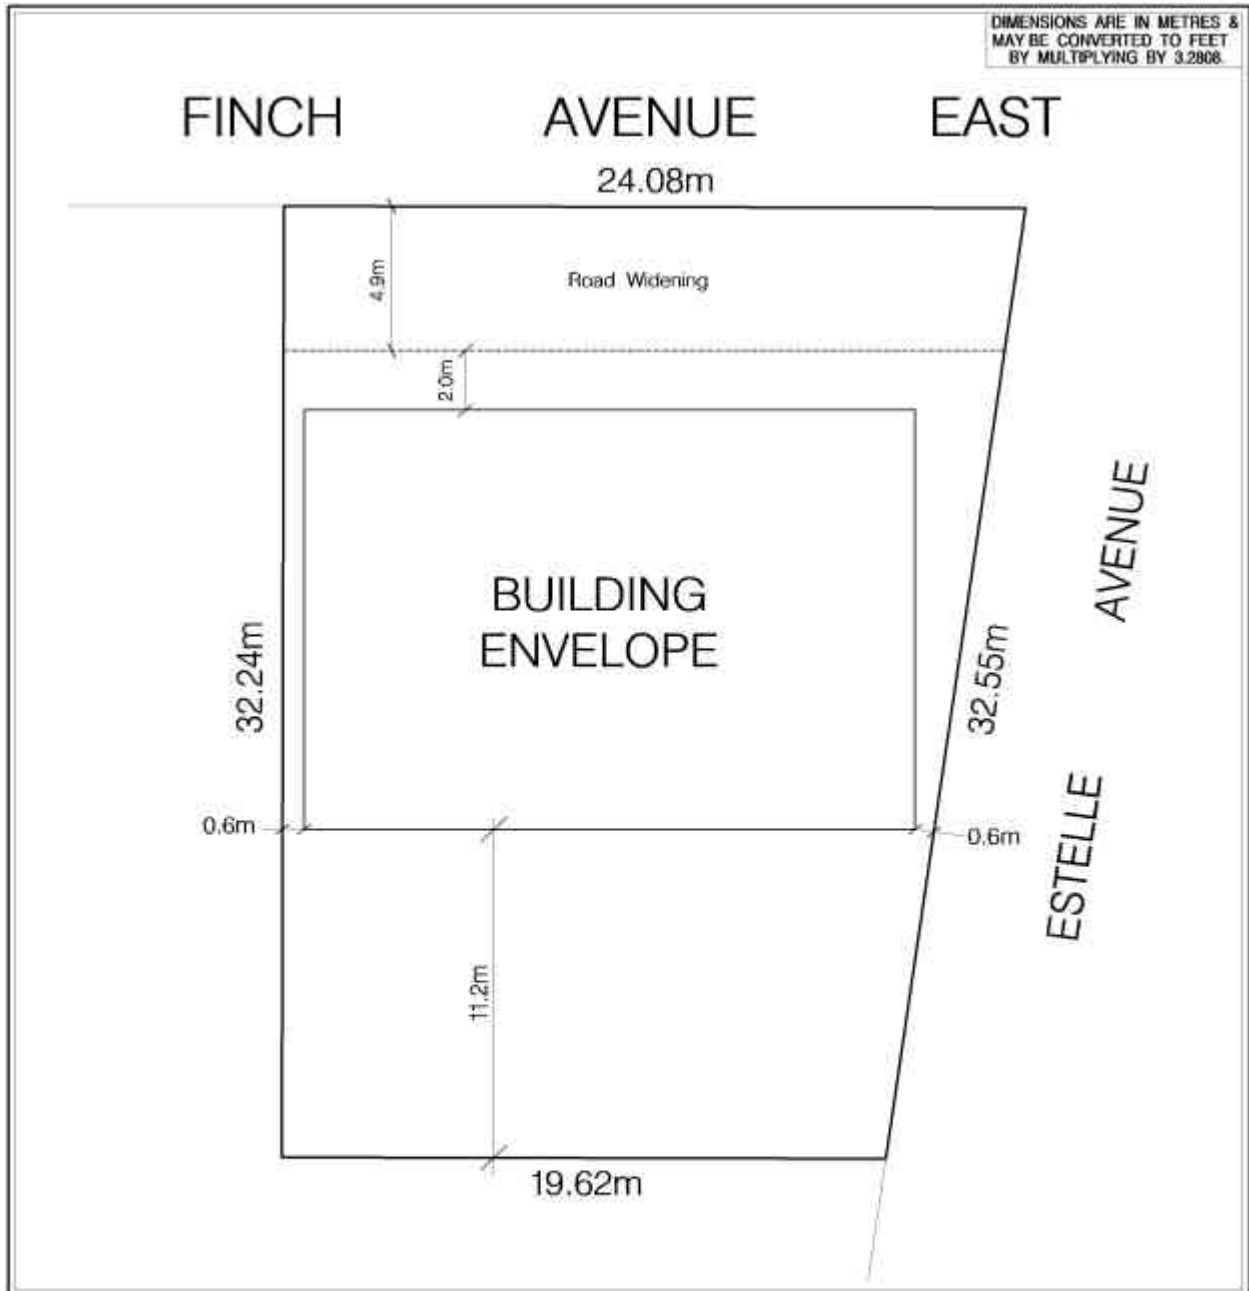 DIMENSIONS ARE IN METRES &
MAY BE CONVERTED TO FEET
BY MULTIPLYING BY 3.2808.
FINCH AVENUE EAST
24.08m
4.9m
Road Widening
2.0m
BUILDING
ENVELOPE
32.24m
32.55m
ESTELLE AVENUE
0.6m
0.6m
11.2m
19.62m